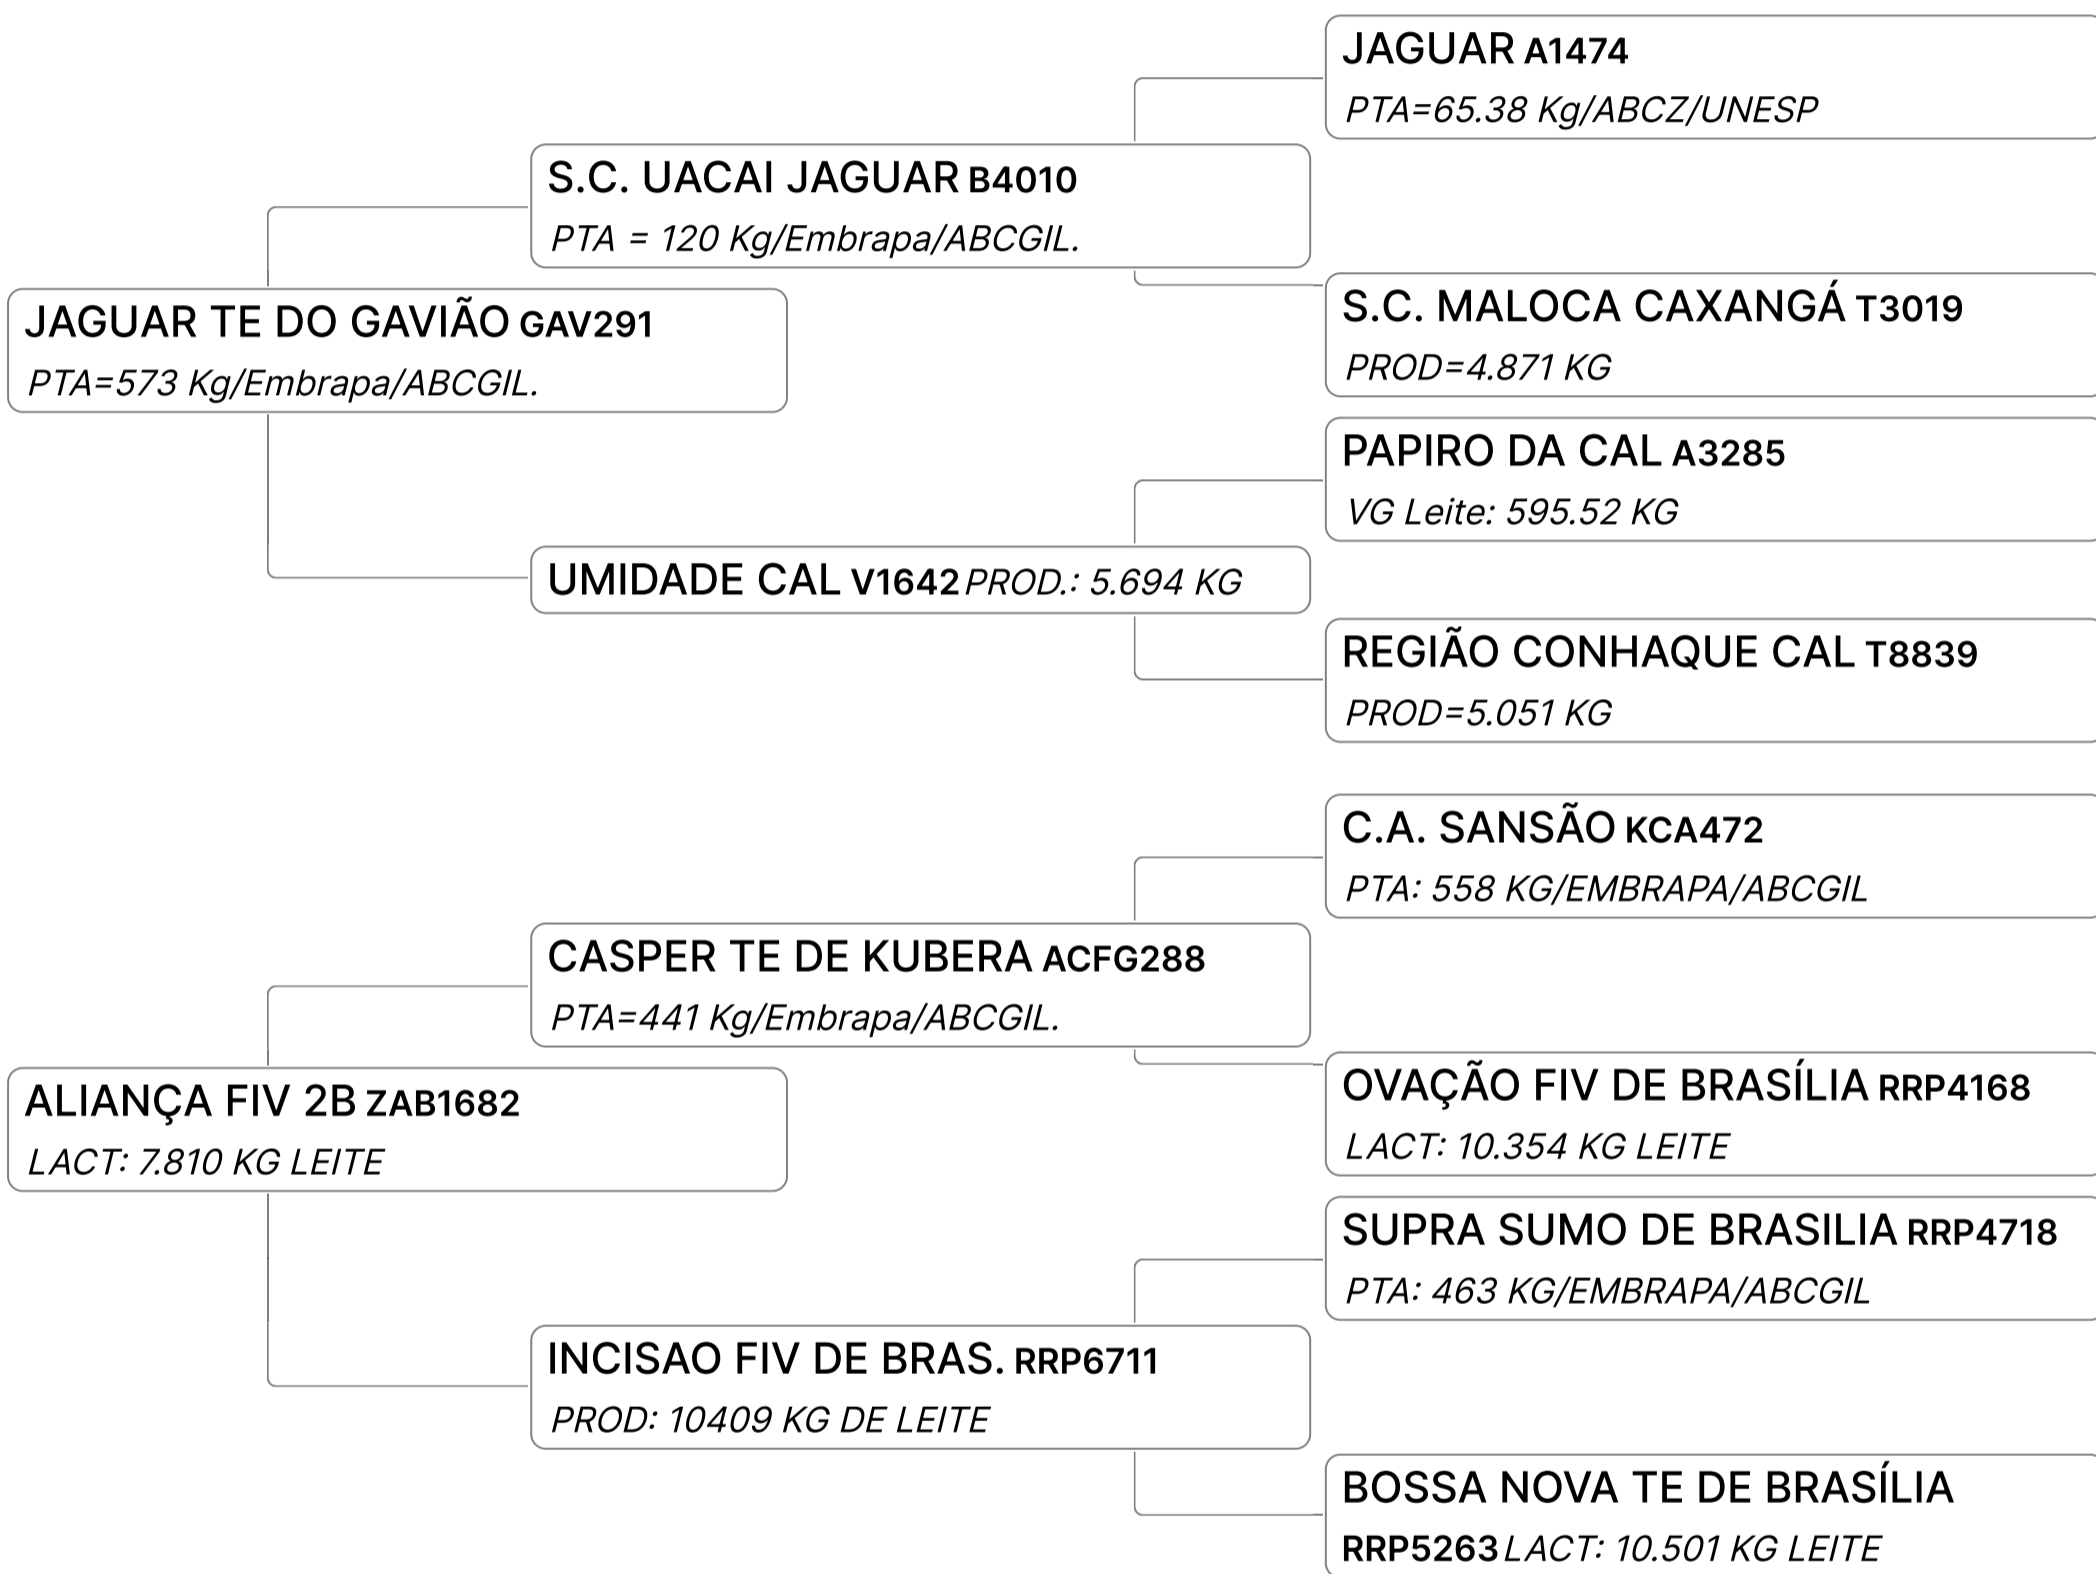 JAGUAR A1474
PTA=65.38 Kg/ABCZ/UNESP
S.C. UACAI JAGUAR B4010
PTA = 120 Kg/Embrapa/ABCGIL.
JAGUAR TE DO GAVIÃO GAV291
PTA=573 Kg/Embrapa/ABCGIL.
S.C. MALOCA CAXANGÁ T3019
PROD=4.871 KG
PAPIRO DA CAL A3285
VG Leite: 595.52 KG
UMIDADE CAL V1642 PROD.: 5.694 KG
REGIÃO CONHAQUE CAL T8839
PROD=5.051 KG
C.A. SANSÃO KCA472
PTA: 558 KG/EMBRAPA/ABCGIL
CASPER TE DE KUBERA ACFG288
PTA=441 Kg/Embrapa/ABCGIL.
ALIANÇA FIV 2B ZAB1682
LACT: 7.810 KG LEITE
OVAÇÃO FIV DE BRASÍLIA RRP4168
LACT: 10.354 KG LEITE
SUPRA SUMO DE BRASILIA RRP4718
PTA: 463 KG/EMBRAPA/ABCGIL
INCISAO FIV DE BRAS. RRP6711
PROD: 10409 KG DE LEITE
BOSSA NOVA TE DE BRASÍLIA
RRP5263 LACT: 10.501 KG LEITE